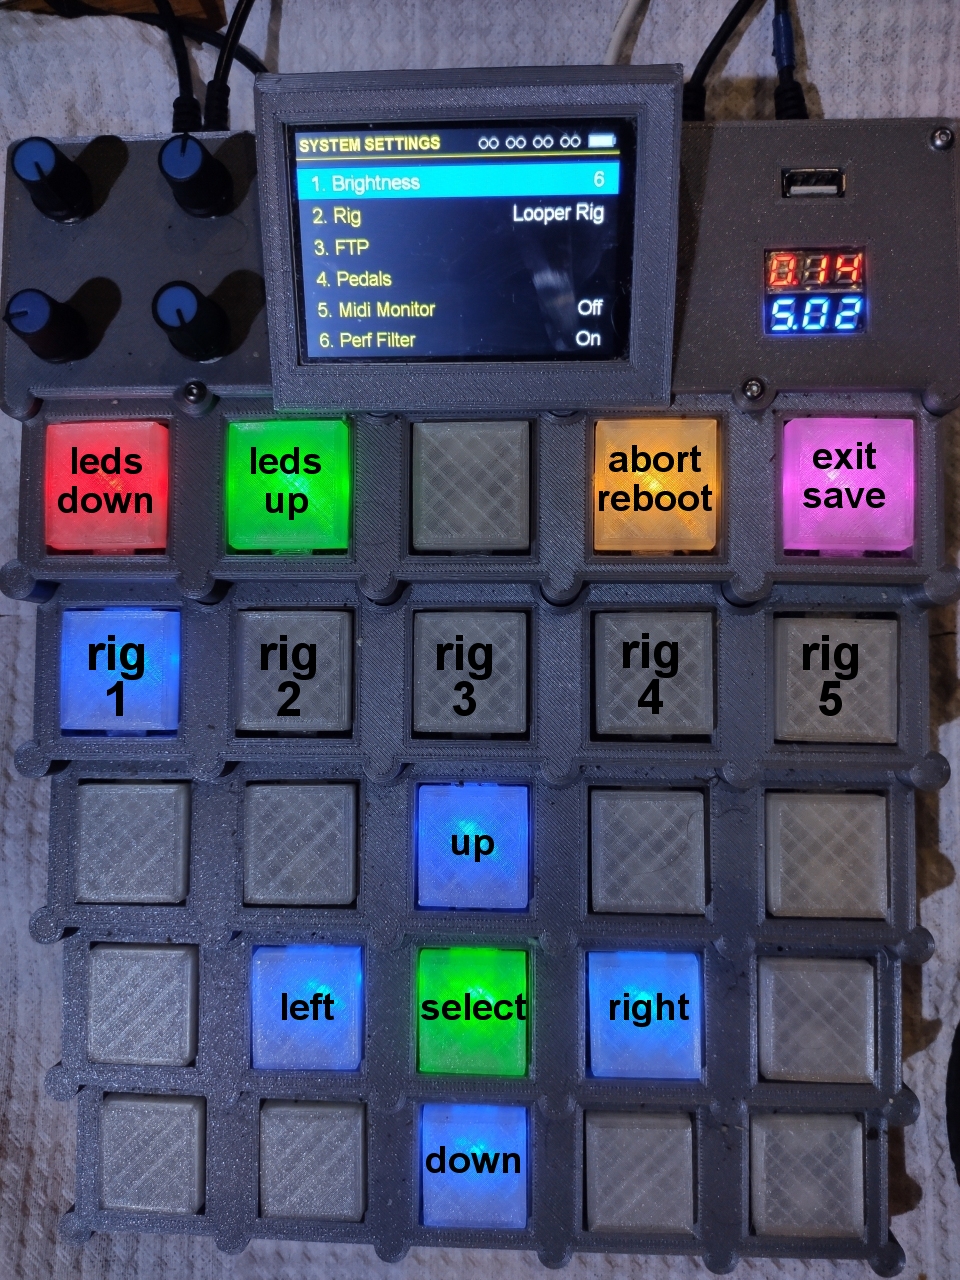 SYSTEM SETTINGS
1. Brightness 6
2. Rig Looper Rig
3. FTP
4. Pedals
5. Midi Monitor Off
6. Perf Filter On
0.14
5.02
leds
down
leds
up
abort
reboot
exit
save
rig
1
rig
2
rig
3
rig
4
rig
5
up
left
select
right
down